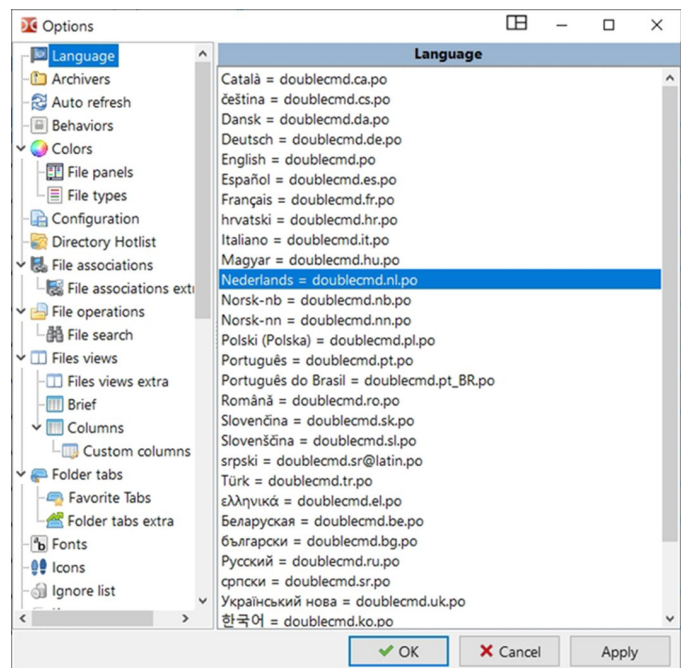 Options
Language
Archivers
Auto refresh
Behaviors
Colors
File panels
File types
Configuration
Directory Hotlist
File associations
File associations ext
File operations
File search
Files views
Files views extra
Brief
Columns
Custom columns
Folder tabs
Favorite Tabs
Folder tabs extra
Fonts
Icons
Ignore list
Language
Català = doublecmd.ca.po
čeština = doublecmd.cs.po
Dansk = doublecmd.da.po
Deutsch = doublecmd.de.po
English = doublecmd.po
Español = doublecmd.es.po
Français = doublecmd.fr.po
hrvatski = doublecmd.hr.po
Italiano = doublecmd.it.po
Magyar = doublecmd.hu.po
Nederlands = doublecmd.nl.po
Norsk-nb = doublecmd.nb.po
Norsk-nn = doublecmd.nn.po
Polski (Polska) = doublecmd.pl.po
Português = doublecmd.pt.po
Português do Brasil = doublecmd.pt_BR.po
Română = doublecmd.ro.po
Slovenčina = doublecmd.sk.po
Slovenščina = doublecmd.sl.po
srpski = doublecmd.sr@latin.po
Türk = doublecmd.tr.po
ελληνικά = doublecmd.el.po
Беларуская = doublecmd.be.po
български = doublecmd.bg.po
Русский = doublecmd.ru.po
српски = doublecmd.sr.po
Український нова = doublecmd.uk.po
한국어 = doublecmd.ko.po
OK
Cancel
Apply